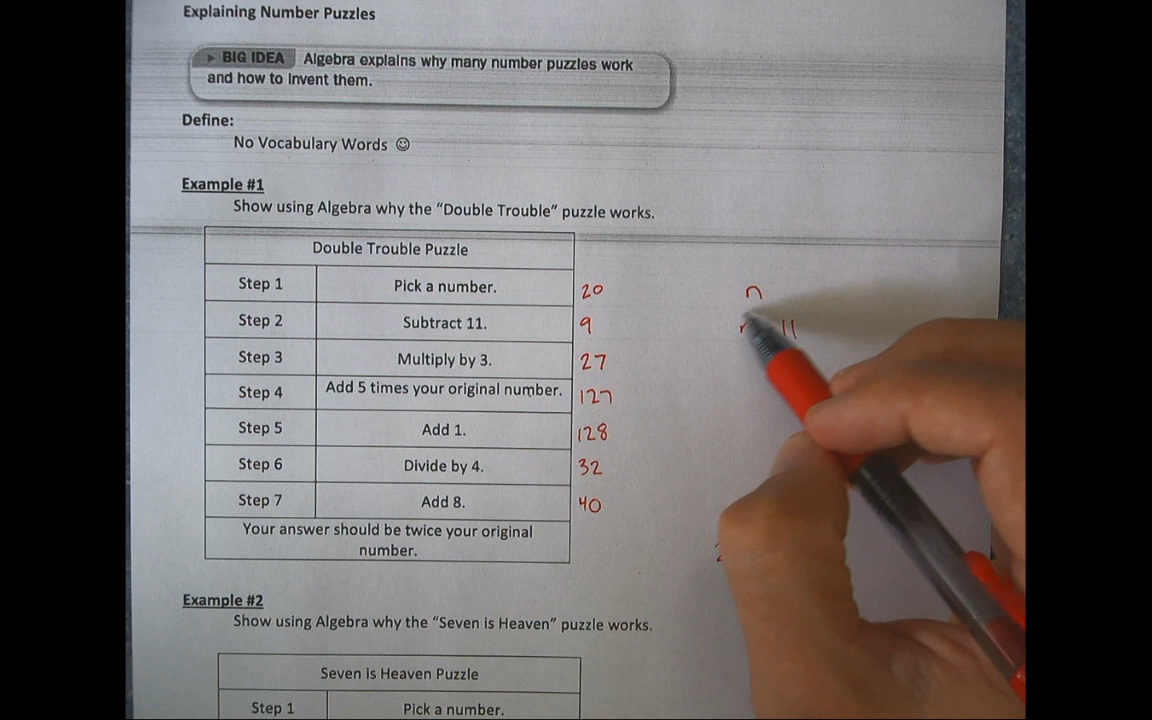 Explaining Number Puzzles
▶ BIG IDEA Algebra explains why many number puzzles work
and how to invent them.
Define:
No Vocabulary Words ☺
Example #1
Show using Algebra why the “Double Trouble” puzzle works.
Double Trouble Puzzle
Step 1 Pick a number. 20 n
Step 2 Subtract 11. 9 11
Step 3 Multiply by 3. 27
Step 4 Add 5 times your original number. 127
Step 5 Add 1. 128
Step 6 Divide by 4. 32
Step 7 Add 8. 40
Your answer should be twice your original
number.
Example #2
Show using Algebra why the “Seven is Heaven” puzzle works.
Seven is Heaven Puzzle
Step 1 Pick a number.